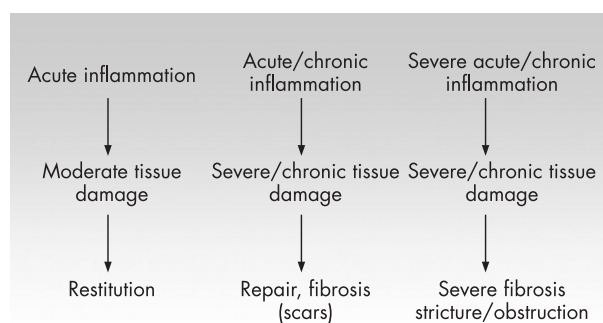 Acute inflammation
Moderate tissue
damage
Restitution
Acute/chronic
inflammation
Severe/chronic tissue
damage
Repair, fibrosis
(scars)
Severe acute/chronic
inflammation
Severe/chronic tissue
damage
Severe fibrosis
stricture/obstruction